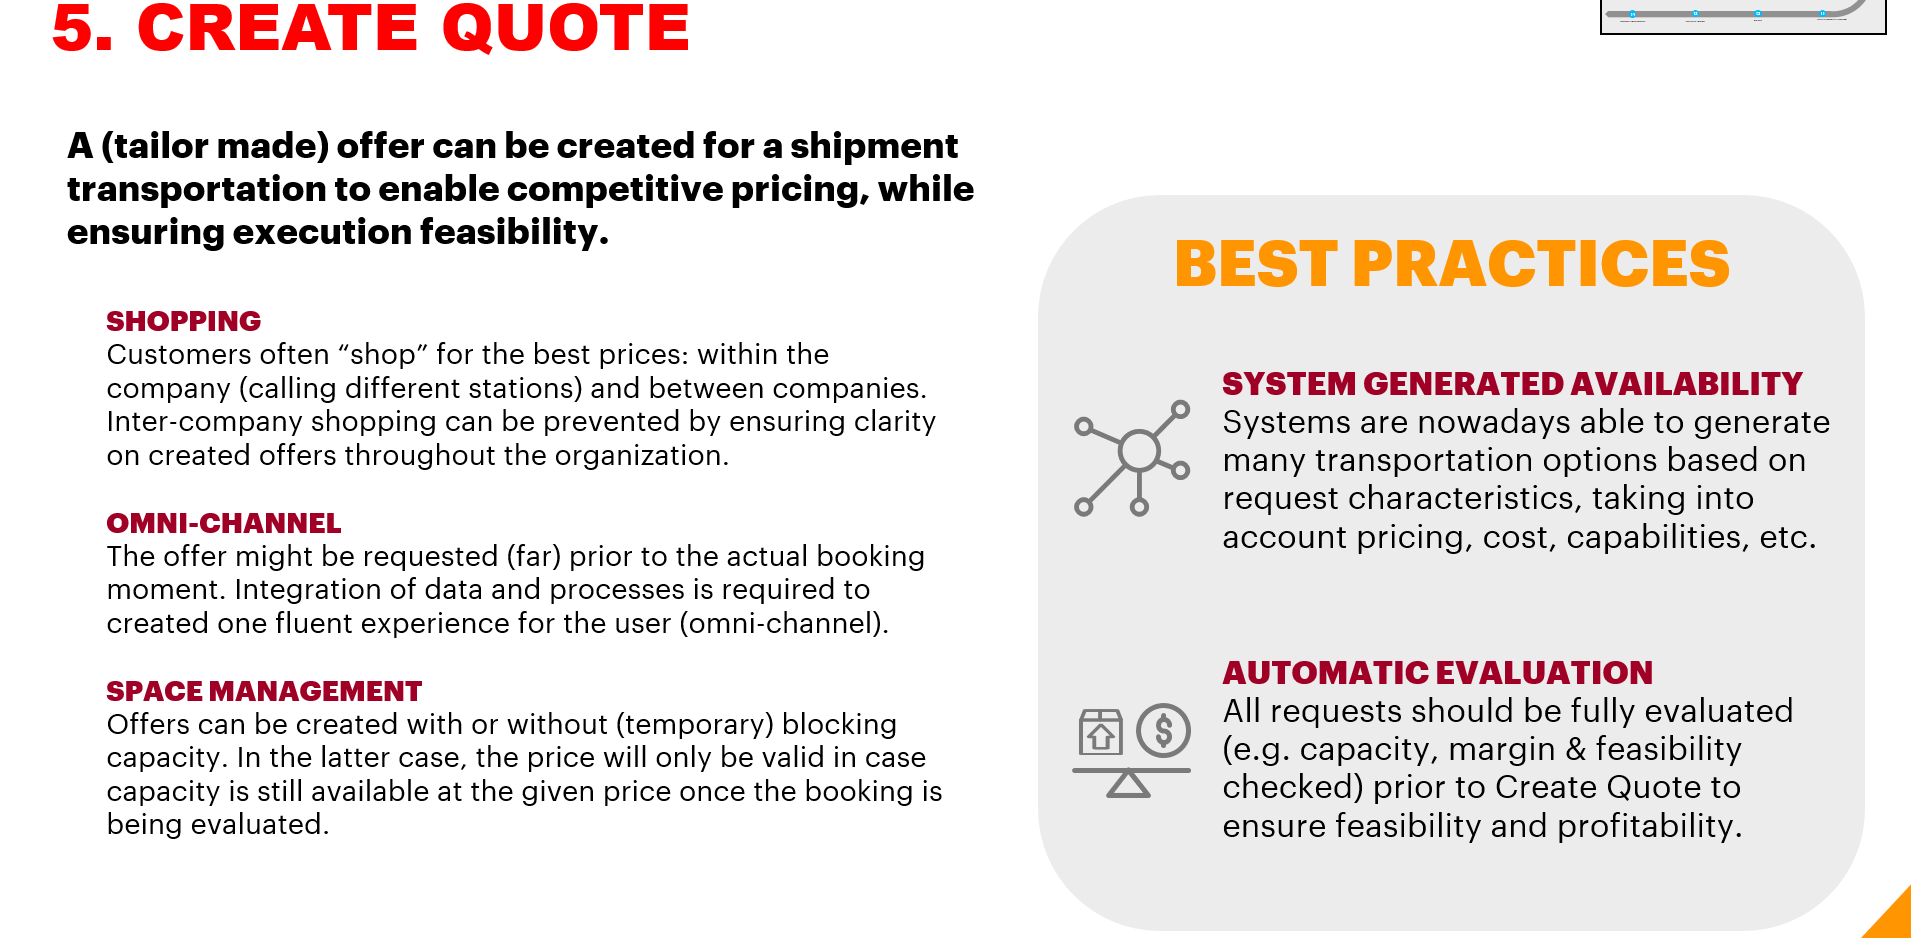 5. CREATE QUOTE
A (tailor made) offer can be created for a shipment
transportation to enable competitive pricing, while
ensuring execution feasibility.
SHOPPING
Customers often “shop” for the best prices: within the
company (calling different stations) and between companies.
Inter-company shopping can be prevented by ensuring clarity
on created offers throughout the organization.
OMNI-CHANNEL
The offer might be requested (far) prior to the actual booking
moment. Integration of data and processes is required to
created one fluent experience for the user (omni-channel).
SPACE MANAGEMENT
Offers can be created with or without (temporary) blocking
capacity. In the latter case, the price will only be valid in case
capacity is still available at the given price once the booking is
being evaluated.
BEST PRACTICES
SYSTEM GENERATED AVAILABILITY
Systems are nowadays able to generate
many transportation options based on
request characteristics, taking into
account pricing, cost, capabilities, etc.
$
AUTOMATIC EVALUATION
All requests should be fully evaluated
(e.g. capacity, margin & feasibility
checked) prior to Create Quote to
ensure feasibility and profitability.